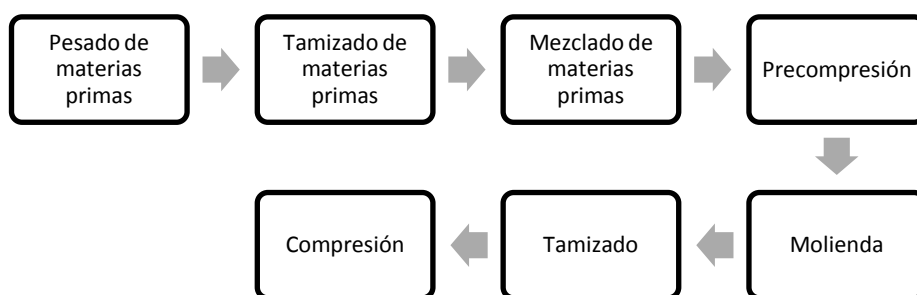 Pesado de
materias
primas
Tamizado de
materias
primas
Mezclado de
materias
primas
Precompresión
Molienda
Tamizado
Compresión